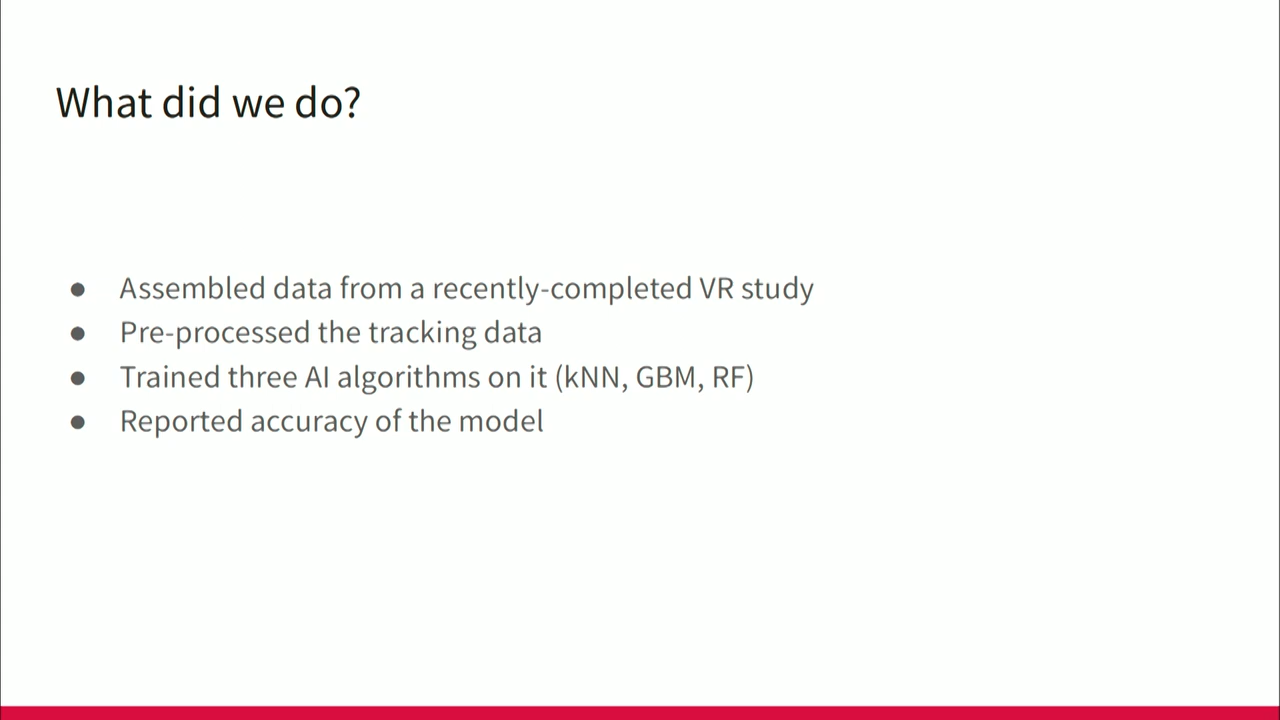 What did we do?
● Assembled data from a recently-completed VR study
● Pre-processed the tracking data
● Trained three AI algorithms on it (kNN, GBM, RF)
● Reported accuracy of the model